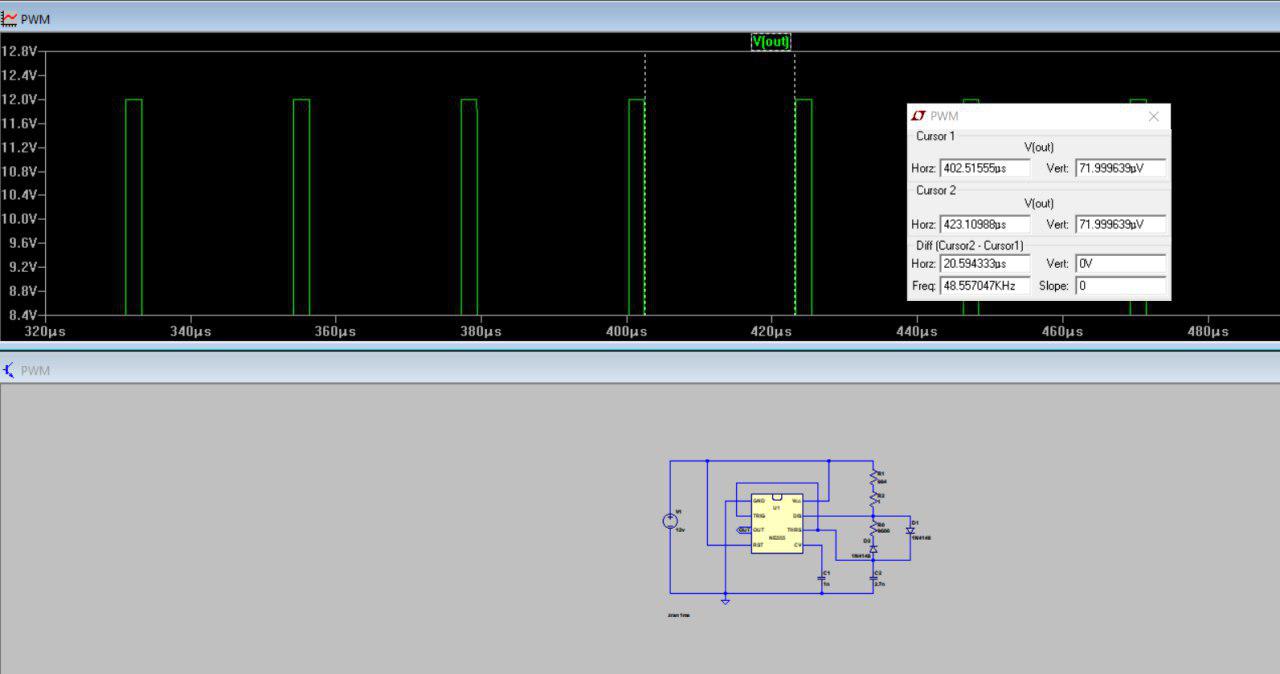 PWM
V(out)
12.8V
12.4V
12.0V
11.6V
11.2V
10.8V
10.4V
10.0V
9.6V
9.2V
8.8V
8.4V
320µs 340µs 360µs 380µs 400µs 420µs 440µs 460µs 480µs
PWM
Cursor 1
V(out)
Horz: 402.51555µs Vert: 71.999639µV
Cursor 2
V(out)
Horz: 423.10988µs Vert: 71.999639µV
Diff (Cursor2 - Cursor1)
Horz: 20.594333µs Vert: 0V
Freq: 48.557047KHz Slope: 0
PWM
V1
12v
U1
GND Vcc
TRIG DIS
OUT OUT THRS
RST CV
NE555
R1
R2
D1
1N4148
D2
1N4148
C1
1n
C2
2.7n